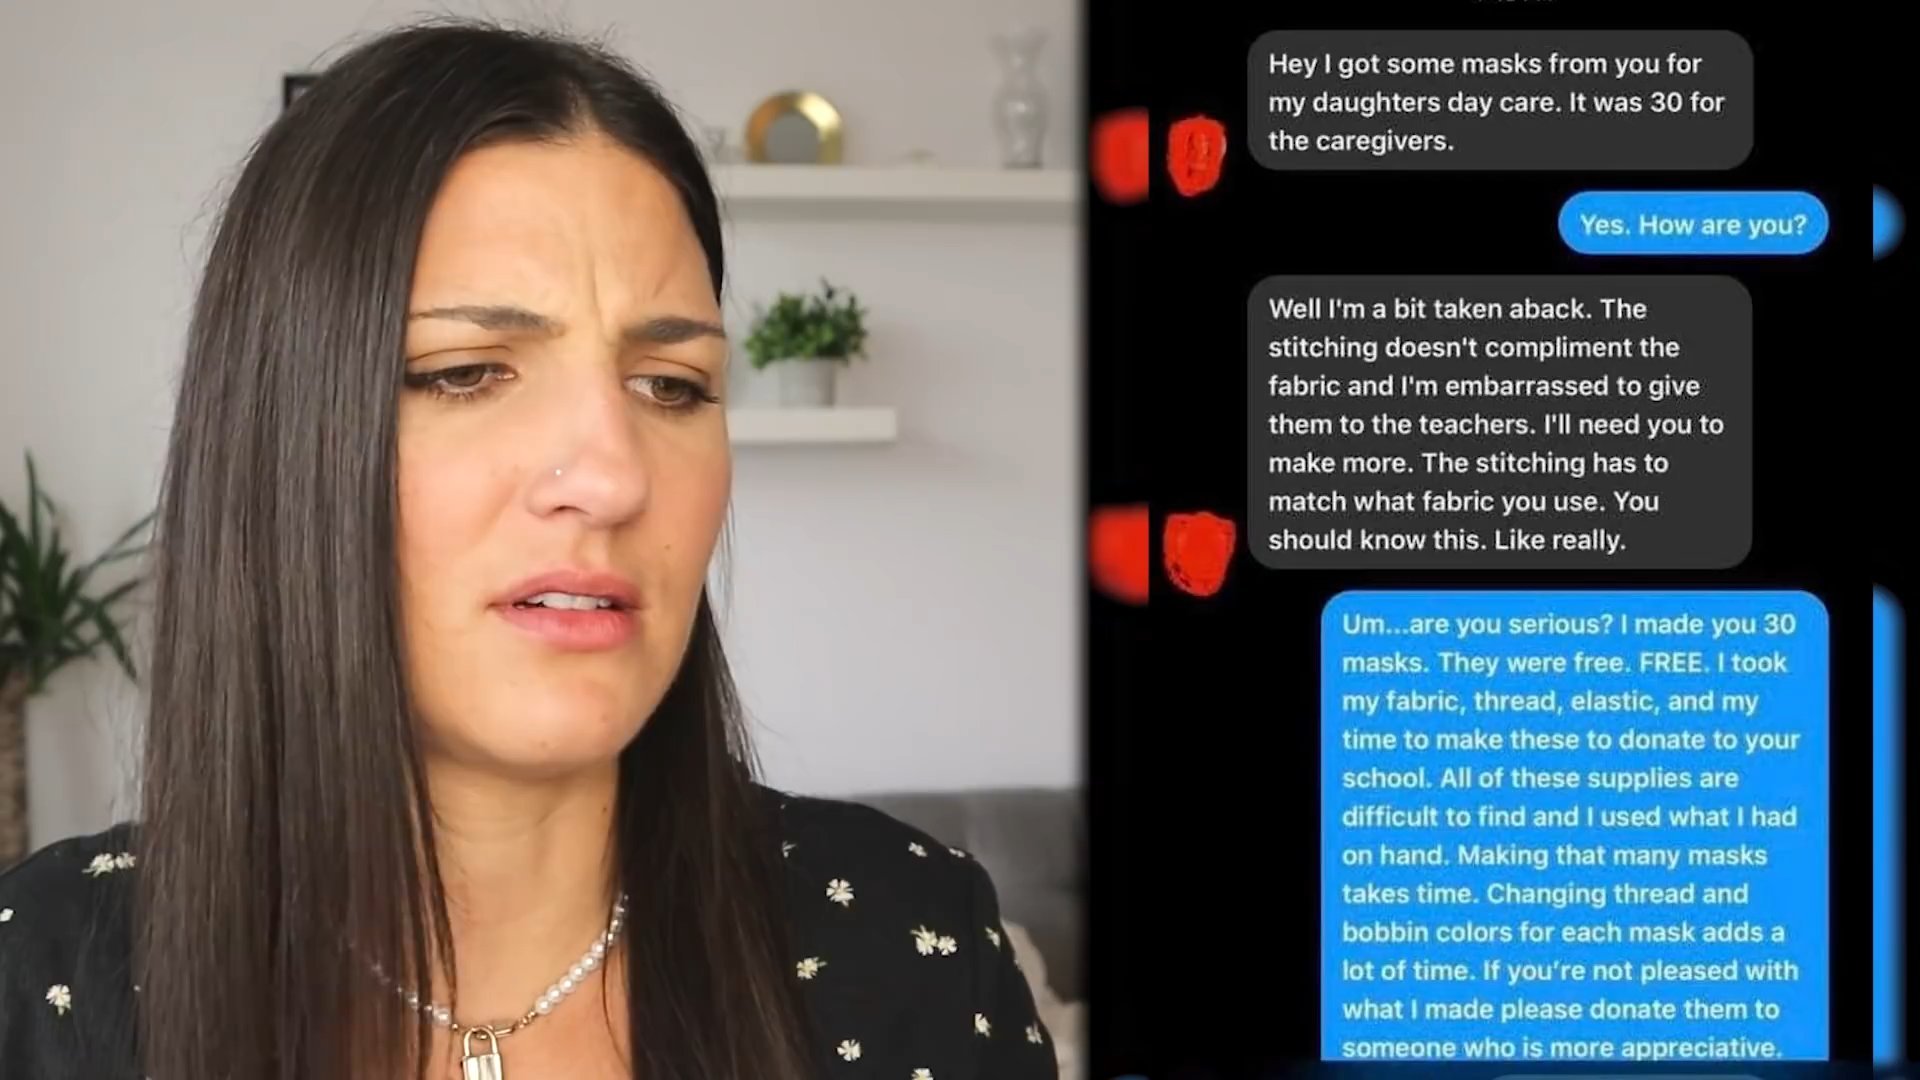 Hey I got some masks from you for
my daughters day care. It was 30 for
the caregivers.
Yes. How are you?
Well I'm a bit taken aback. The
stitching doesn't compliment the
fabric and I'm embarrassed to give
them to the teachers. I'll need you to
make more. The stitching has to
match what fabric you use. You
should know this. Like really.
Um...are you serious? I made you 30
masks. They were free. FREE. I took
my fabric, thread, elastic, and my
time to make these to donate to your
school. All of these supplies are
difficult to find and I used what I had
on hand. Making that many masks
takes time. Changing thread and
bobbin colors for each mask adds a
lot of time. If you’re not pleased with
what I made please donate them to
someone who is more appreciative.